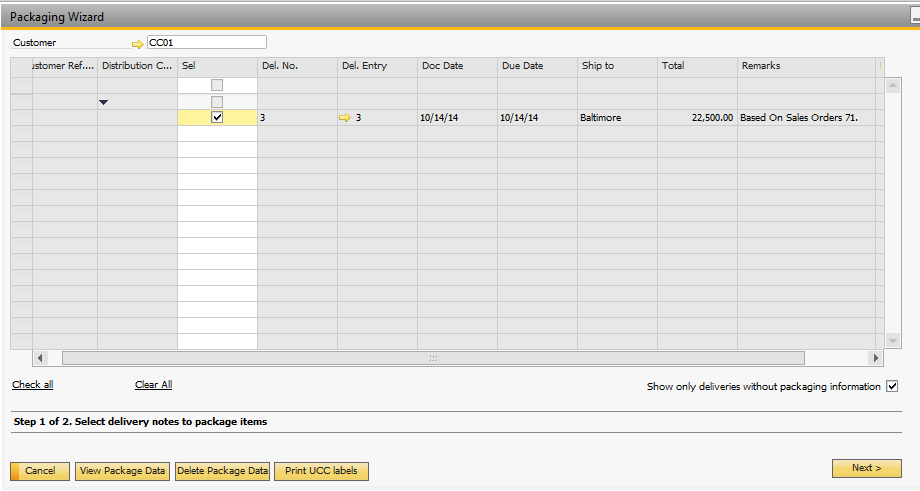 Packaging Wizard
Customer CC01
ustomer Ref.... Distribution C... Sel Del. No. Del. Entry Doc Date Due Date Ship to Total Remarks
3 3 10/14/14 10/14/14 Baltimore 22,500.00 Based On Sales Orders 71.
Check all Clear All Show only deliveries without packaging information
Step 1 of 2. Select delivery notes to package items
Cancel View Package Data Delete Package Data Print UCC labels Next >